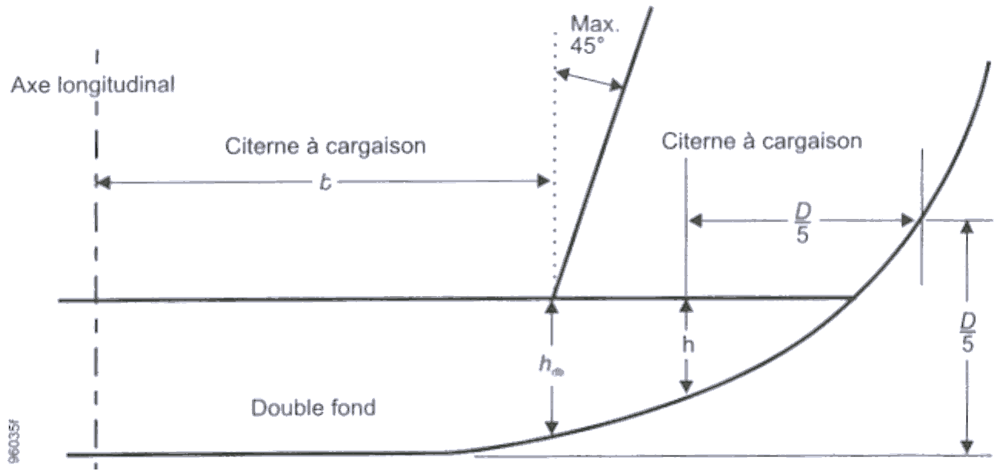 Max.
45°
Axe longitudinal
Citerne à cargaison
Citerne à cargaison
b
D
5
D
5
h
h
Double fond
96035f